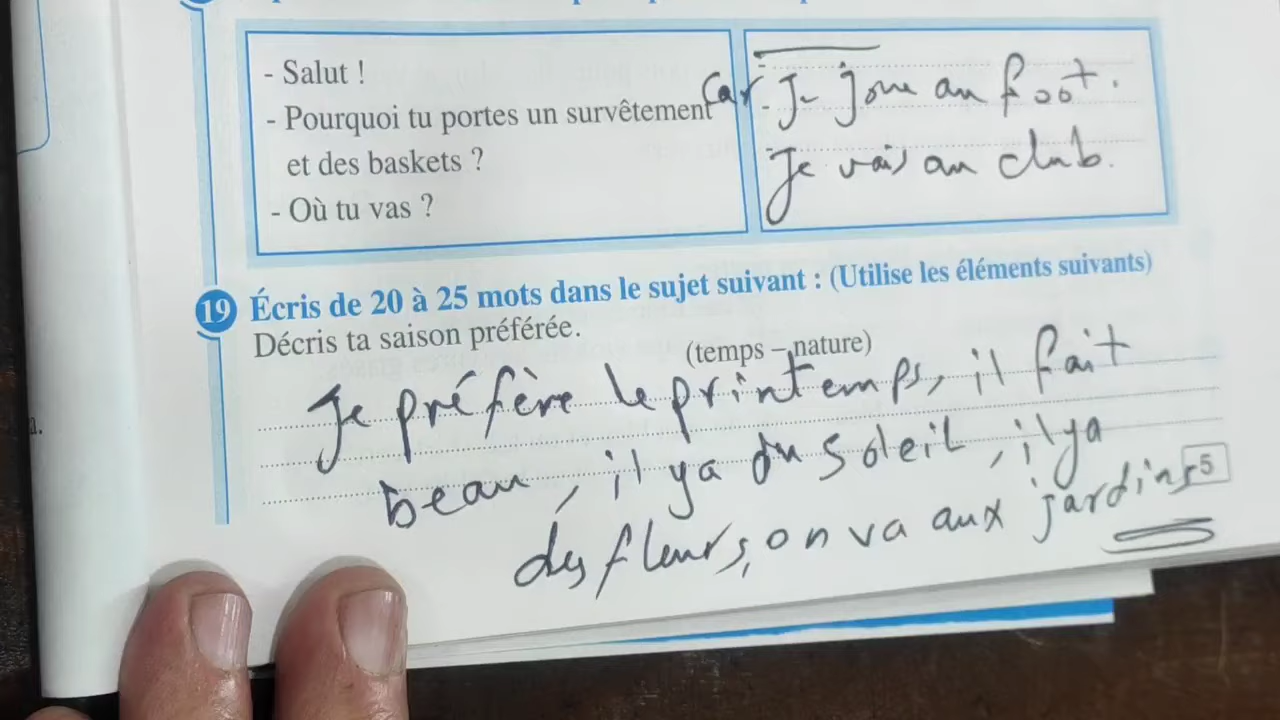 - Salut !
- Pourquoi tu portes un survêtement
et des baskets ?
- Où tu vas ?
Car Je joue au foot.
Je vais au club.
19 Écris de 20 à 25 mots dans le sujet suivant : (Utilise les éléments suivants)
Décris ta saison préférée.
(temps – nature)
Je préfère le printemps, il fait
beau, il y a du soleil, il ya
des fleurs, on va aux jardins
5
a.